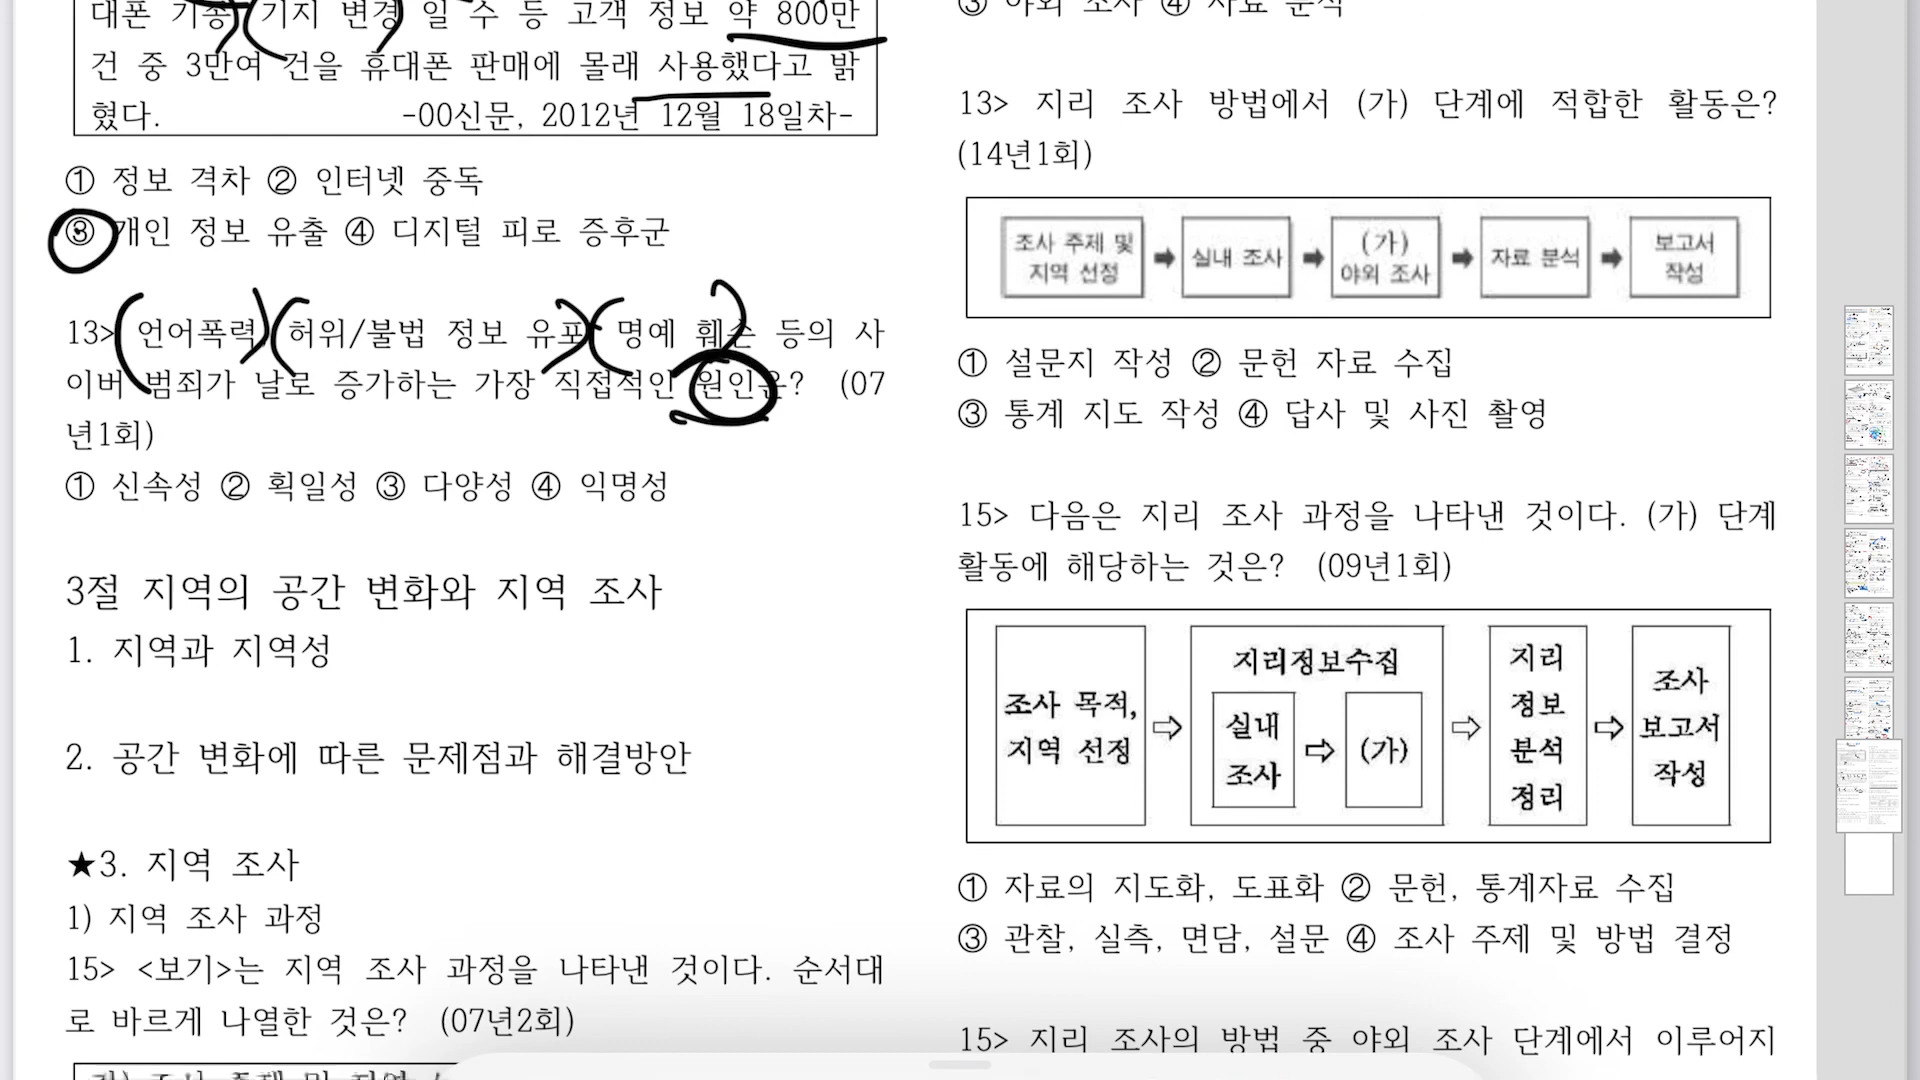 대폰 기종, 기지 변경 일 수 등 고객 정보 약 800만
건 중 3만여 건을 휴대폰 판매에 몰래 사용했다고 밝
혔다. -00신문, 2012년 12월 18일차-
① 정보 격차 ② 인터넷 중독
③ 개인 정보 유출 ④ 디지털 피로 증후군
13> 언어폭력, 허위/불법 정보 유포, 명예 훼손 등의 사
이버 범죄가 날로 증가하는 가장 직접적인 원인은? (07
년1회)
① 신속성 ② 획일성 ③ 다양성 ④ 익명성
3절 지역의 공간 변화와 지역 조사
1. 지역과 지역성
2. 공간 변화에 따른 문제점과 해결방안
★3. 지역 조사
1) 지역 조사 과정
15> <보기>는 지역 조사 과정을 나타낸 것이다. 순서대
로 바르게 나열한 것은? (07년2회)
③ 야외 조사 ④ 자료 분석
13> 지리 조사 방법에서 (가) 단계에 적합한 활동은?
(14년1회)
조사 주제 및
지역 선정
실내 조사
(가)
야외 조사
자료 분석
보고서
작성
① 설문지 작성 ② 문헌 자료 수집
③ 통계 지도 작성 ④ 답사 및 사진 촬영
15> 다음은 지리 조사 과정을 나타낸 것이다. (가) 단계
활동에 해당하는 것은? (09년1회)
조사 목적,
지역 선정
지리정보수집
실내
조사
(가)
지리
정보
분석
정리
조사
보고서
작성
① 자료의 지도화, 도표화 ② 문헌, 통계자료 수집
③ 관찰, 실측, 면담, 설문 ④ 조사 주제 및 방법 결정
15> 지리 조사의 방법 중 야외 조사 단계에서 이루어지